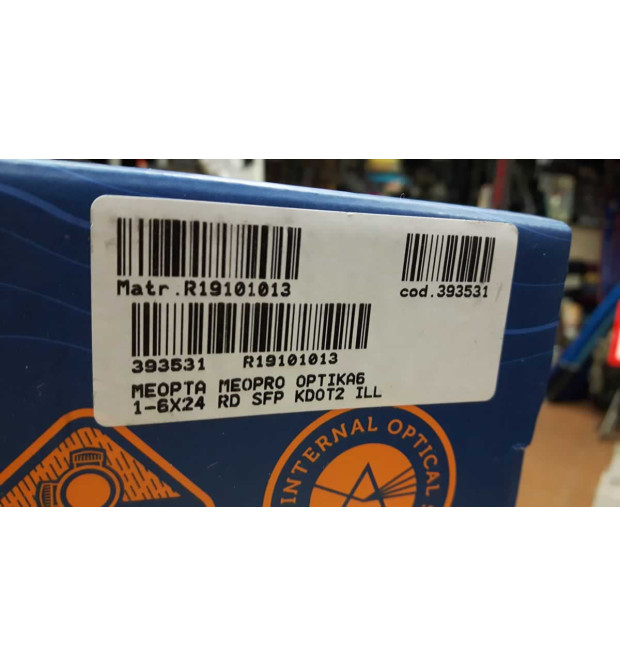 Matr.R19101013
cod.393531
393531 R19101013
MEOPTA MEOPRO OPTIKA6
1-6X24 RD SFP KDOT2 ILL
INTERNAL OPTICAL